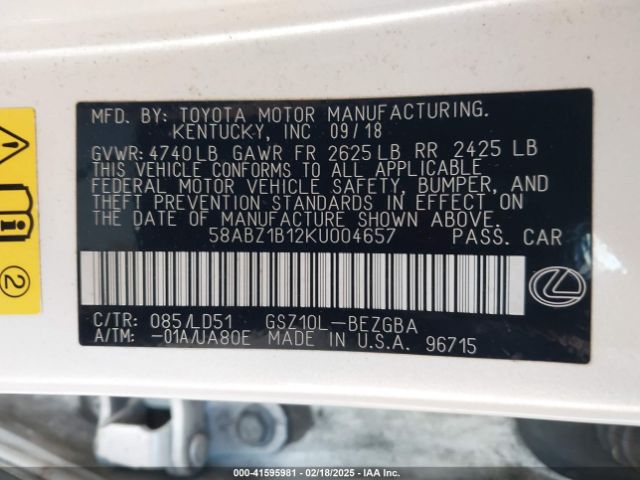 MFD. BY: TOYOTA MOTOR MANUFACTURING.
KENTUCKY, INC 09/18
GVWR: 4740LB GAWR FR 2625LB RR 2425 LB
THIS VEHICLE CONFORMS TO ALL APPLICABLE
FEDERAL MOTOR VEHICLE SAFETY, BUMPER, AND
THEFT PREVENTION STANDARDS IN EFFECT ON
THE DATE OF MANUFACTURE SHOWN ABOVE.
58ABZ1B12KU004657 PASS. CAR
C/TR: 085/LD51 GSZ10L-BEZGBA
A/TM: -01A/UA80E MADE IN U.S.A. 96715
2
000-41595981 | 02/18/2025 | IAA Inc.